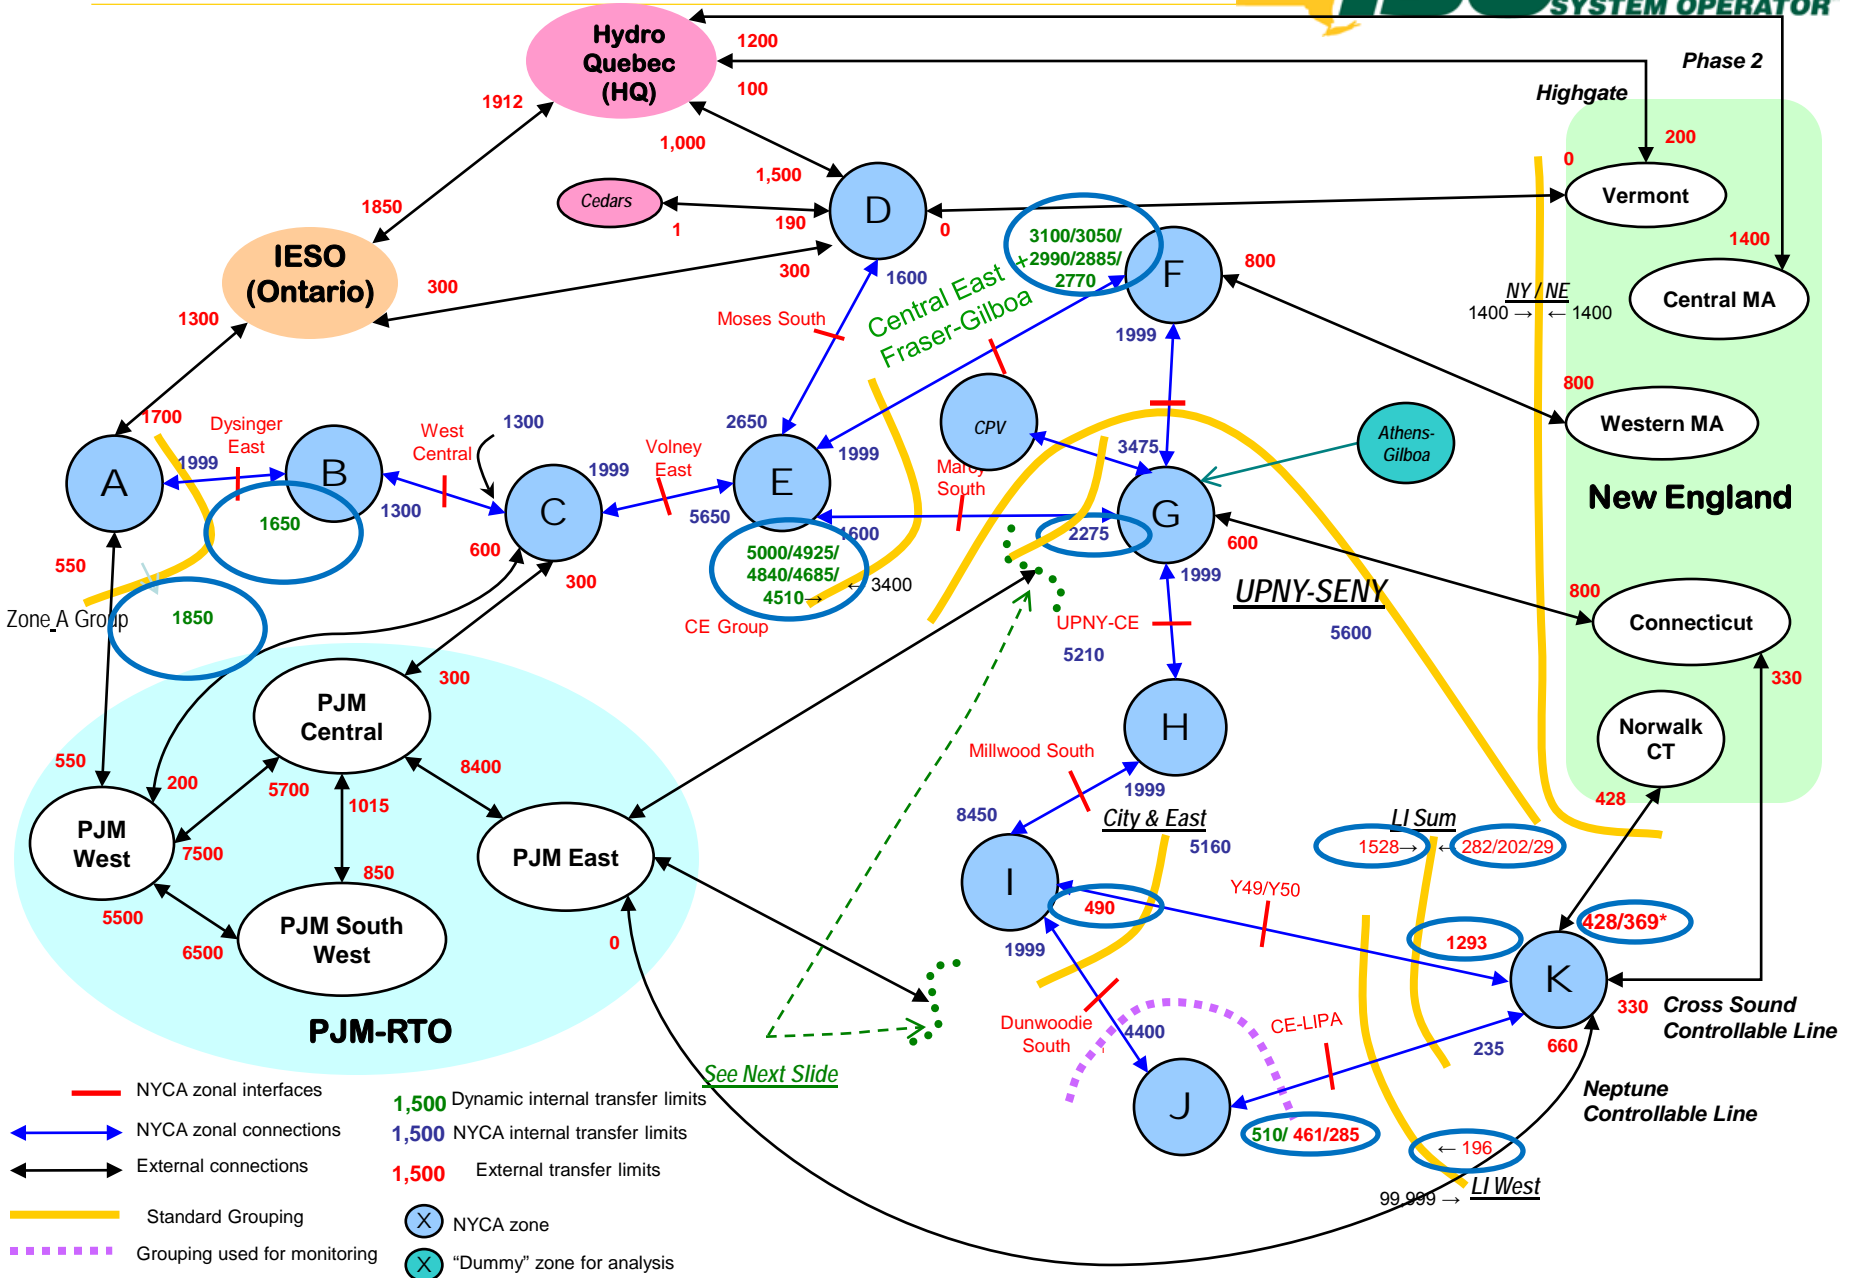 SYSTEM OPERATOR
Hydro
Quebec
(HQ)
1200
100
Phase 2
Highgate
1912
1,000
1,500
200
0
Cedars
1
190
D
0
Vermont
1850
IESO
(Ontario)
300
300
1300
1600
3100/3050/
+2990/2885/
2770
F
800
1400
NY / NE
1400 → ← 1400
Central MA
Moses South
Central East
Fraser-Gilboa
1999
800
Western MA
1700
Dysinger
East
West
Central
1300
2650
CPV
Athens-
Gilboa
A
1999
B
1300
1650
C
1999
Volney
East
E
1999
5650
1600
Marcy
South
3475
G
2275
600
1999
New England
550
600
300
5000/4925/
4840/4685/
4510→
← 3400
CE Group
Zone A Group
1850
UPNY-SENY
5600
UPNY-CE
5210
800
Connecticut
330
PJM
Central
300
H
Norwalk
CT
428
550
200
5700
8400
1015
Millwood South
1999
8450
City & East
5160
LI Sum
1528→
← 282/202/29
PJM
West
7500
PJM East
850
5500
6500
PJM South
West
0
I
490
1999
Y49/Y50
1293
428/369*
K
330
Cross Sound
Controllable Line
PJM-RTO
Dunwoodie
South
4400
CE-LIPA
235
660
See Next Slide
J
510/ 461/285
Neptune
Controllable Line
← 196
99,999 →
LI West
NYCA zonal interfaces
NYCA zonal connections
External connections
Standard Grouping
Grouping used for monitoring
1,500 Dynamic internal transfer limits
1,500 NYCA internal transfer limits
1,500 External transfer limits
X NYCA zone
X "Dummy" zone for analysis